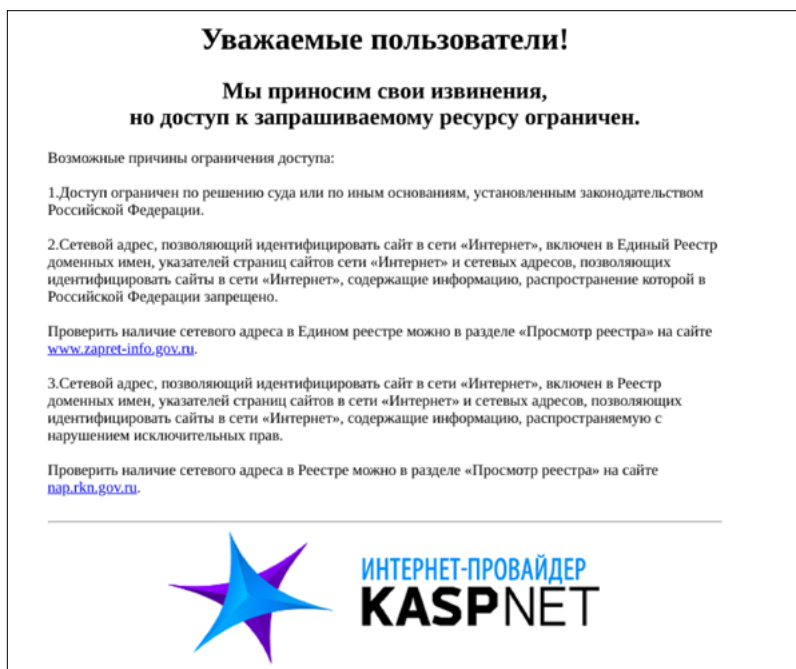 Уважаемые пользователи!
Мы приносим свои извинения,
но доступ к запрашиваемому ресурсу ограничен.
Возможные причины ограничения доступа:
1.Доступ ограничен по решению суда или по иным основаниям, установленным законодательством
Российской Федерации.
2.Сетевой адрес, позволяющий идентифицировать сайт в сети «Интернет», включен в Единый Реестр
доменных имен, указателей страниц сайтов сети «Интернет» и сетевых адресов, позволяющих
идентифицировать сайты в сети «Интернет», содержащие информацию, распространение которой в
Российской Федерации запрещено.
Проверить наличие сетевого адреса в Едином реестре можно в разделе «Просмотр реестра» на сайте
www.zapret-info.gov.ru.
3.Сетевой адрес, позволяющий идентифицировать сайт в сети «Интернет», включен в Реестр
доменных имен, указателей страниц сайтов в сети «Интернет» и сетевых адресов, позволяющих
идентифицировать сайты в сети «Интернет», содержащие информацию, распространяемую с
нарушением исключительных прав.
Проверить наличие сетевого адреса в Реестре можно в разделе «Просмотр реестра» на сайте
nap.rkn.gov.ru.
ИНТЕРНЕТ-ПРОВАЙДЕР
KASPNET